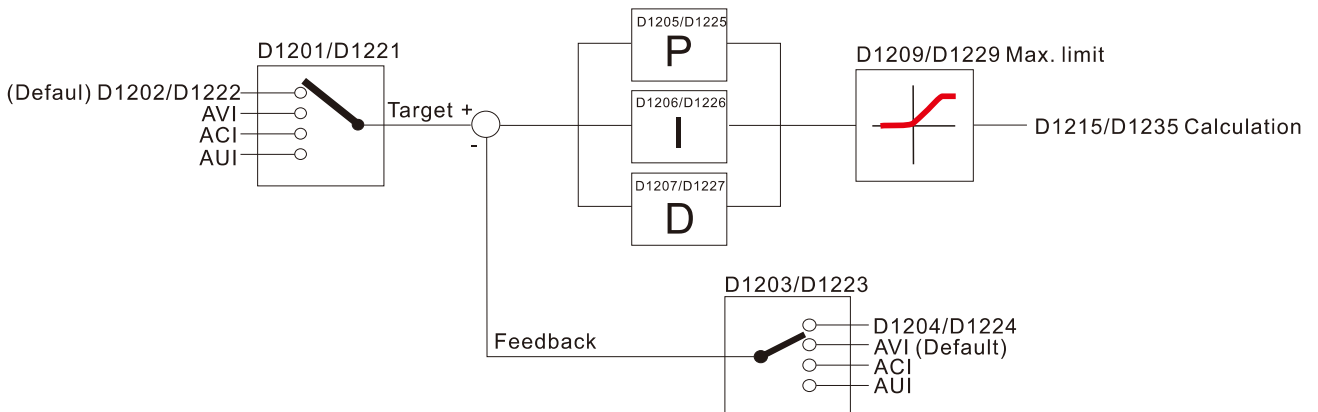 D1201/D1221
(Defaul) D1202/D1222
AVI
ACI
AUI
Target +
-
D1205/D1225
P
D1206/D1226
I
D1207/D1227
D
D1209/D1229 Max. limit
D1215/D1235 Calculation
Feedback
D1203/D1223
D1204/D1224
AVI (Default)
ACI
AUI